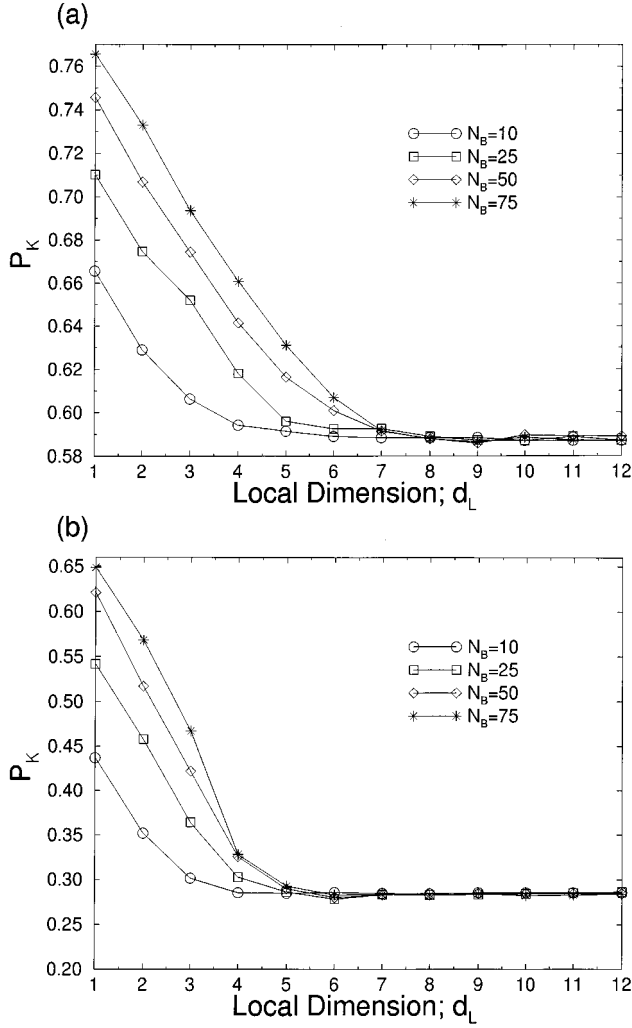 (a)
0.76
0.74
0.72
0.70
0.68
0.66
0.64
0.62
0.60
0.58
P_K
N_B=10
N_B=25
N_B=50
N_B=75
1 2 3 4 5 6 7 8 9 10 11 12
Local Dimension; d_L
(b)
0.65
0.60
0.55
0.50
0.45
0.40
0.35
0.30
0.25
0.20
P_K
N_B=10
N_B=25
N_B=50
N_B=75
1 2 3 4 5 6 7 8 9 10 11 12
Local Dimension; d_L